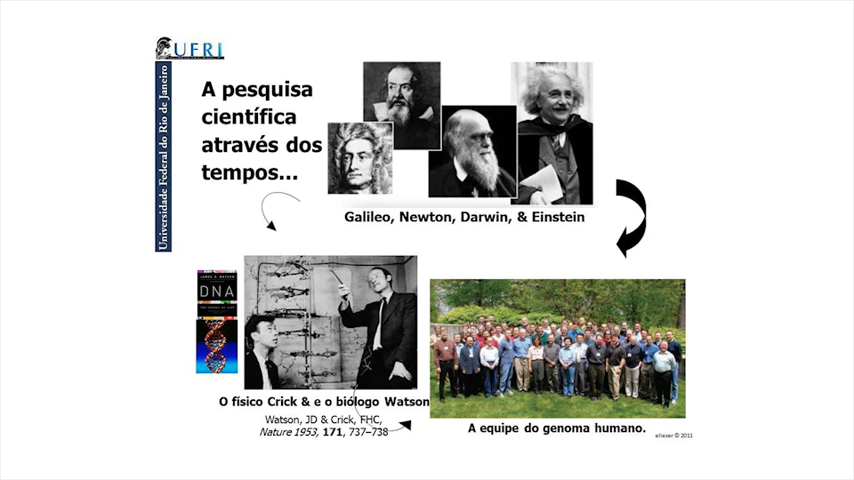 UFRJ
Universidade Federal do Rio de Janeiro
A pesquisa
científica
através dos
tempos...
Galileo, Newton, Darwin, & Einstein
DNA
O físico Crick & e o biólogo Watson
Watson, JD & Crick, FHC,
Nature 1953, 171, 737–738
A equipe do genoma humano.
elieser © 2011